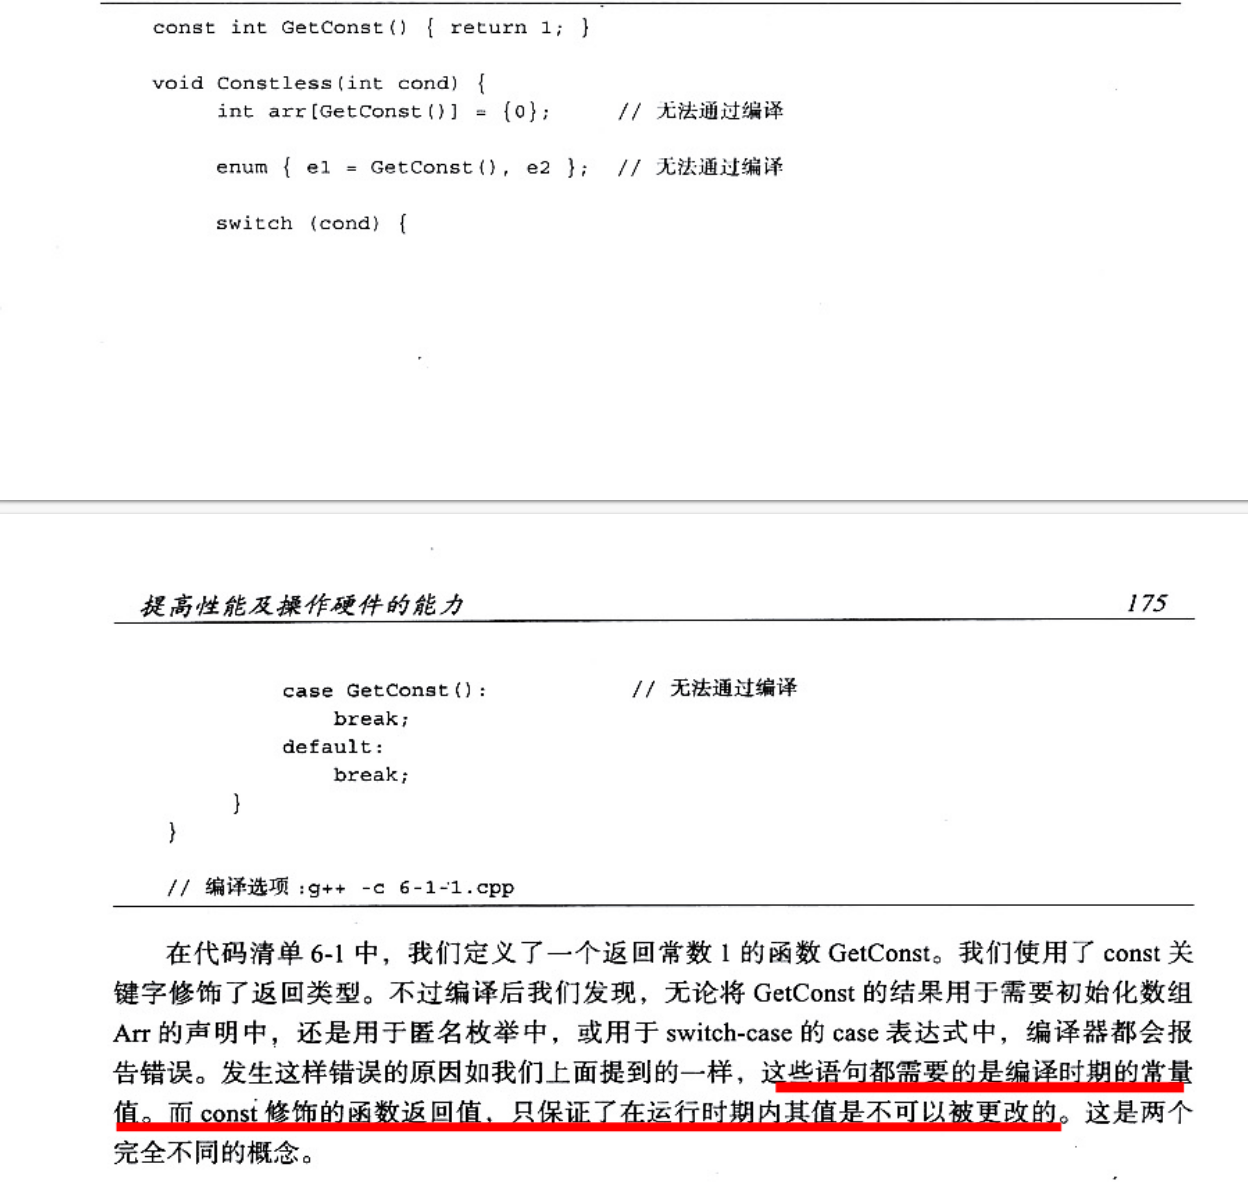 const int GetConst() { return 1; }
void Constless(int cond) {
int arr[GetConst()] = {0}; // 无法通过编译
enum { e1 = GetConst(), e2 }; // 无法通过编译
switch (cond) {
提高性能及操作硬件的能力 175
case GetConst(): // 无法通过编译
break;
default:
break;
}
}
// 编译选项:g++ -c 6-1-1.cpp
在代码清单 6-1 中，我们定义了一个返回常数 1 的函数 GetConst。我们使用了 const 关
键字修饰了返回类型。不过编译后我们发现，无论将 GetConst 的结果用于需要初始化数组
Arr 的声明中，还是用于匿名枚举中，或用于 switch-case 的 case 表达式中，编译器都会报
告错误。发生这样错误的原因如我们上面提到的一样，这些语句都需要的是编译时期的常量
值。而 const 修饰的函数返回值，只保证了在运行时期内其值是不可以被更改的。这是两个
完全不同的概念。